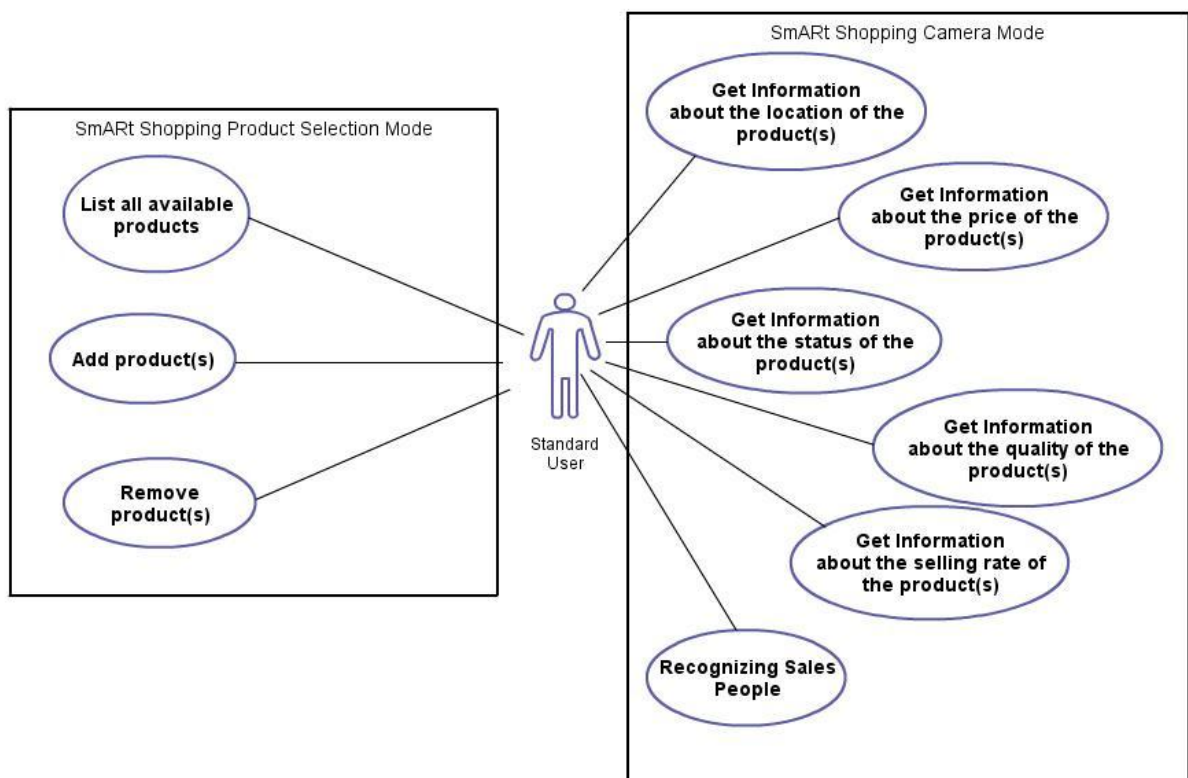 SmARt Shopping Product Selection Mode
List all available
products
Add product(s)
Remove
product(s)
Standard
User
SmARt Shopping Camera Mode
Get Information
about the location of the
product(s)
Get Information
about the price of the
product(s)
Get Information
about the status of the
product(s)
Get Information
about the quality of the
product(s)
Get Information
about the selling rate of
the product(s)
Recognizing Sales
People